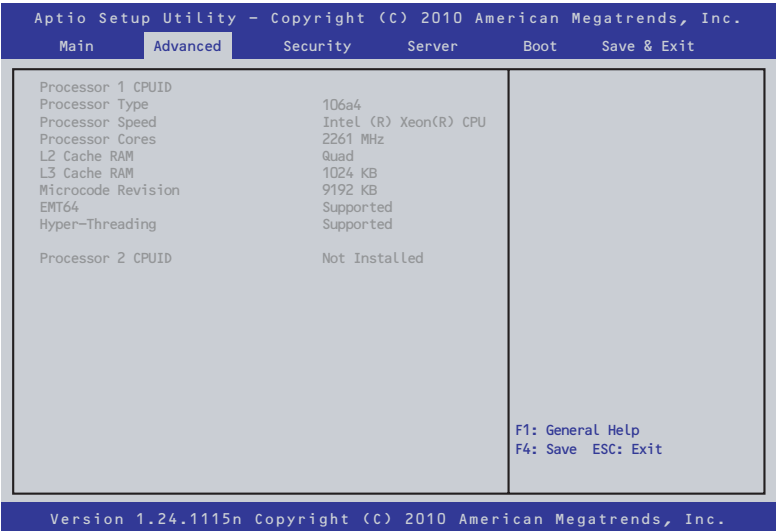 Aptio Setup Utility – Copyright (C) 2010 American Megatrends, Inc.
Main Advanced Security Server Boot Save & Exit
Processor 1 CPUID
Processor Type 106a4
Processor Speed Intel (R) Xeon(R) CPU
Processor Cores 2261 MHz
L2 Cache RAM Quad
L3 Cache RAM 1024 KB
Microcode Revision 9192 KB
EMT64 Supported
Hyper–Threading Supported
Processor 2 CPUID Not Installed
F1: General Help
F4: Save ESC: Exit
Version 1.24.1115n Copyright (C) 2010 American Megatrends, Inc.